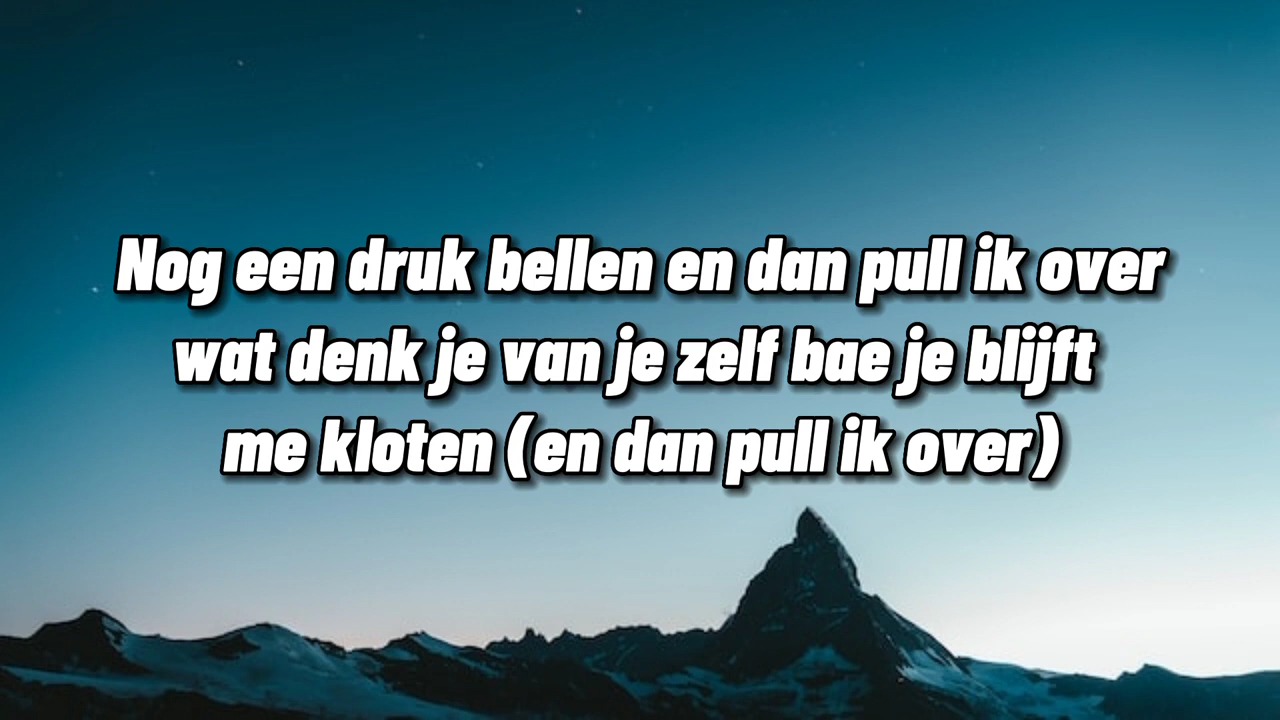 Nog een druk bellen en dan pull ik over
wat denk je van je zelf bae je blijft
me kloten (en dan pull ik over)